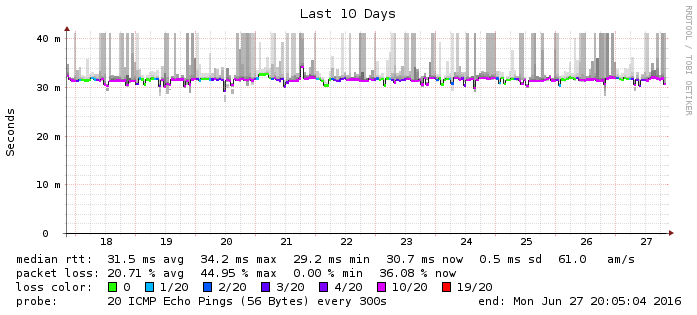 Last 10 Days
RRDTOOL / TOBI OETIKER
Seconds
40 m
30 m
20 m
10 m
0
18 19 20 21 22 23 24 25 26 27
median rtt: 31.5 ms avg 34.2 ms max 29.2 ms min 30.7 ms now 0.5 ms sd 61.0 am/s
packet loss: 20.71 % avg 44.95 % max 0.00 % min 36.08 % now
loss color: 0 1/20 2/20 3/20 4/20 10/20 19/20
probe: 20 ICMP Echo Pings (56 Bytes) every 300s end: Mon Jun 27 20:05:04 2016